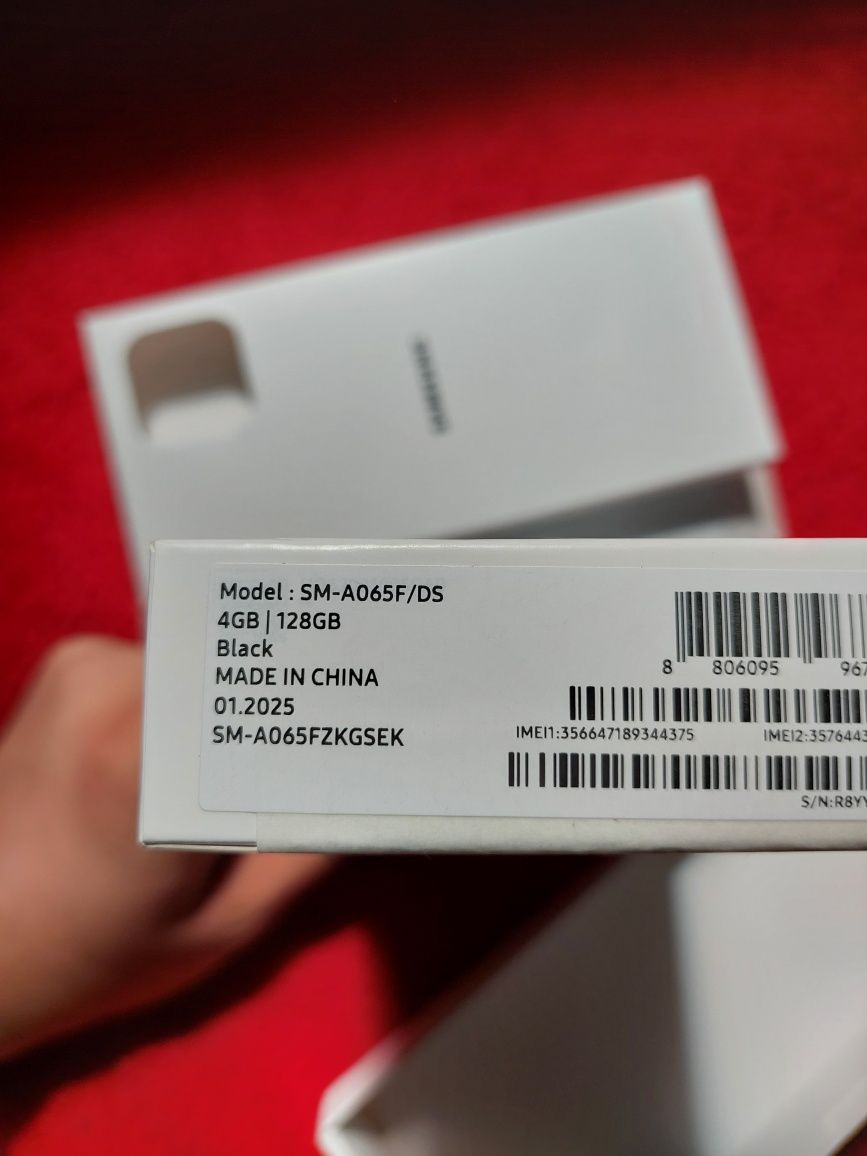 Model : SM-A065F/DS
4GB | 128GB
Black
MADE IN CHINA
01.2025
SM-A065FZKGSEK
8 806095 967
IMEI1:356647189344375 IMEI2:3576443
S/N:R8YY